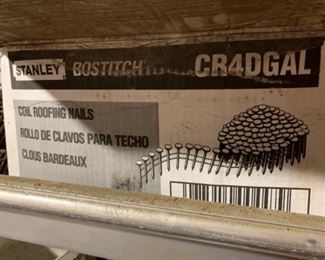 STANLEY BOSTITCH CR4DGAL
COIL ROOFING NAILS
ROLLO DE CLAVOS PARA TECHO
CLOUS BARDEAUX